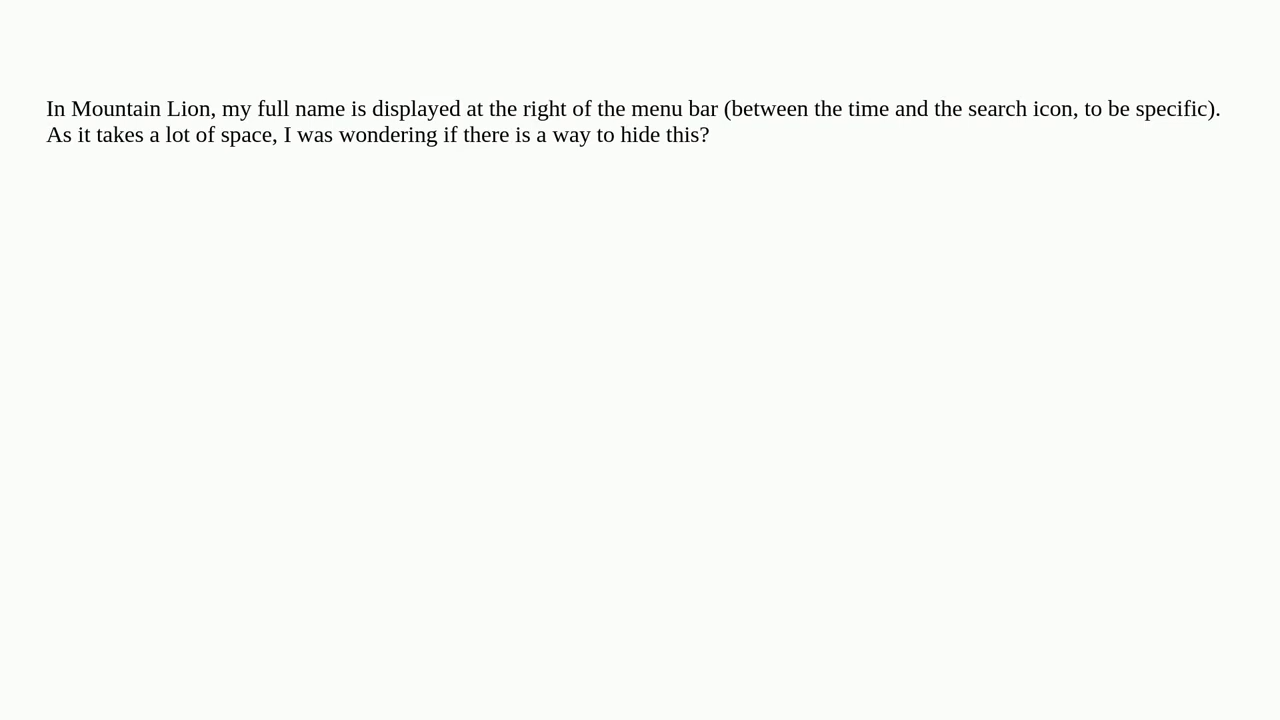 In Mountain Lion, my full name is displayed at the right of the menu bar (between the time and the search icon, to be specific).
As it takes a lot of space, I was wondering if there is a way to hide this?